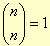 (n n) = 1